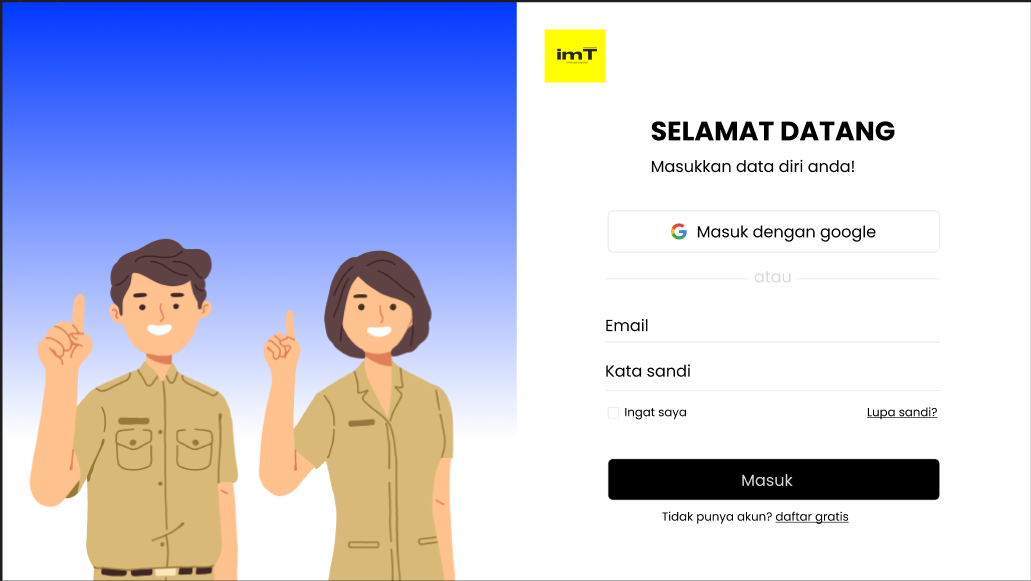 imT
SELAMAT DATANG
Masukkan data diri anda!
Masuk dengan google
atau
Email
Kata sandi
Ingat saya
Lupa sandi?
Masuk
Tidak punya akun? daftar gratis